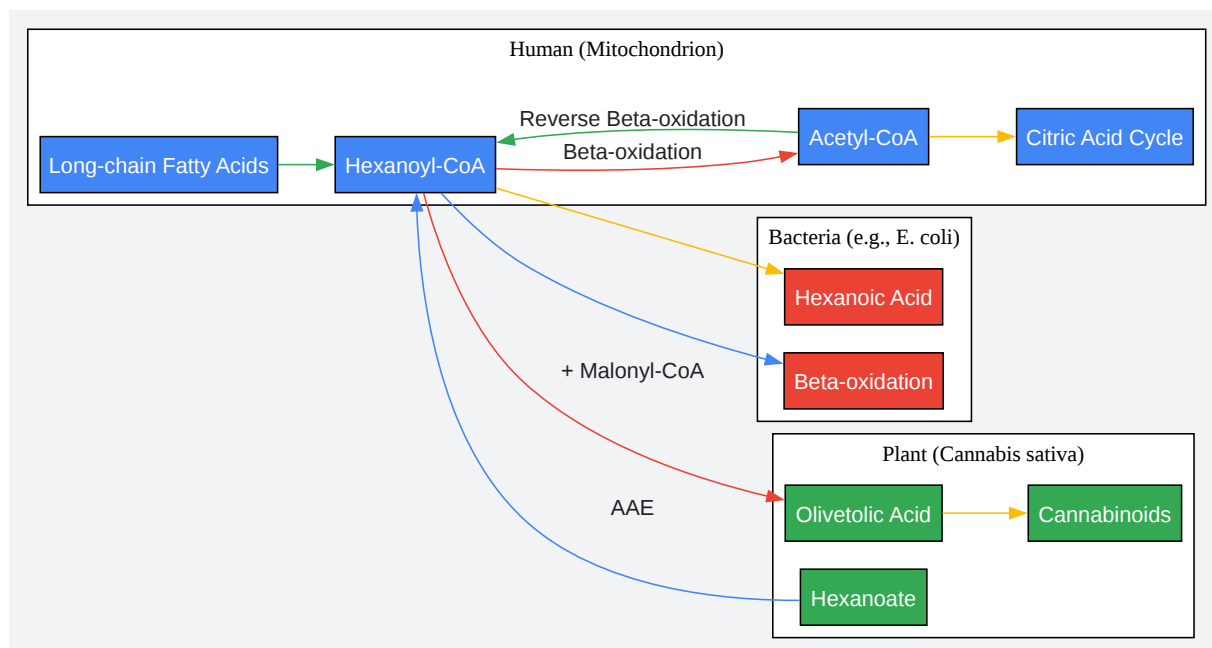 Human (Mitochondrion)
Long-chain Fatty Acids
Hexanoyl-CoA
Reverse Beta-oxidation
Beta-oxidation
Acetyl-CoA
Citric Acid Cycle
Bacteria (e.g., E. coli)
Hexanoic Acid
Beta-oxidation
+ Malonyl-CoA
Plant (Cannabis sativa)
Olivetolic Acid
Cannabinoids
AAE
Hexanoate